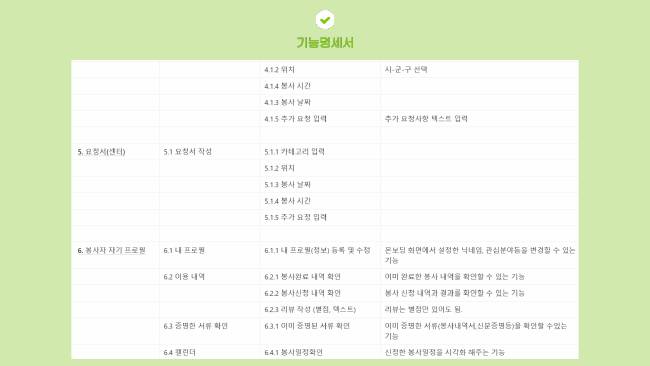 기능명세서
4.1.2 위치 시-군-구 선택
4.1.4 봉사 시간
4.1.3 봉사 날짜
4.1.5 추가 요청 입력 추가 요청사항 텍스트 입력
5. 요청서(센터) 5.1 요청서 작성 5.1.1 카테고리 입력
5.1.2 위치
5.1.3 봉사 날짜
5.1.4 봉사 시간
5.1.5 추가 요청 입력
6. 봉사자 자기 프로필 6.1 내 프로필 6.1.1 내 프로필(정보) 등록 및 수정 온보딩 화면에서 설정한 닉네임, 관심분야등을 변경할 수 있는
기능
6.2 이용 내역 6.2.1 봉사완료 내역 확인 이미 완료한 봉사 내역을 확인할 수 있는 기능
6.2.2 봉사신청 내역 확인 봉사 신청 내역과 결과를 확인할 수 있는 기능
6.2.3 리뷰 작성 (별점, 텍스트) 리뷰는 별점만 있어도 됨.
6.3 증명한 서류 확인 6.3.1 이미 증명된 서류 확인 이미 증명한 서류(봉사내역서,신분증명등)을 확인할 수있는
기능
6.4 캘린더 6.4.1 봉사일정확인 신청한 봉사일정을 시각화 해주는 기능